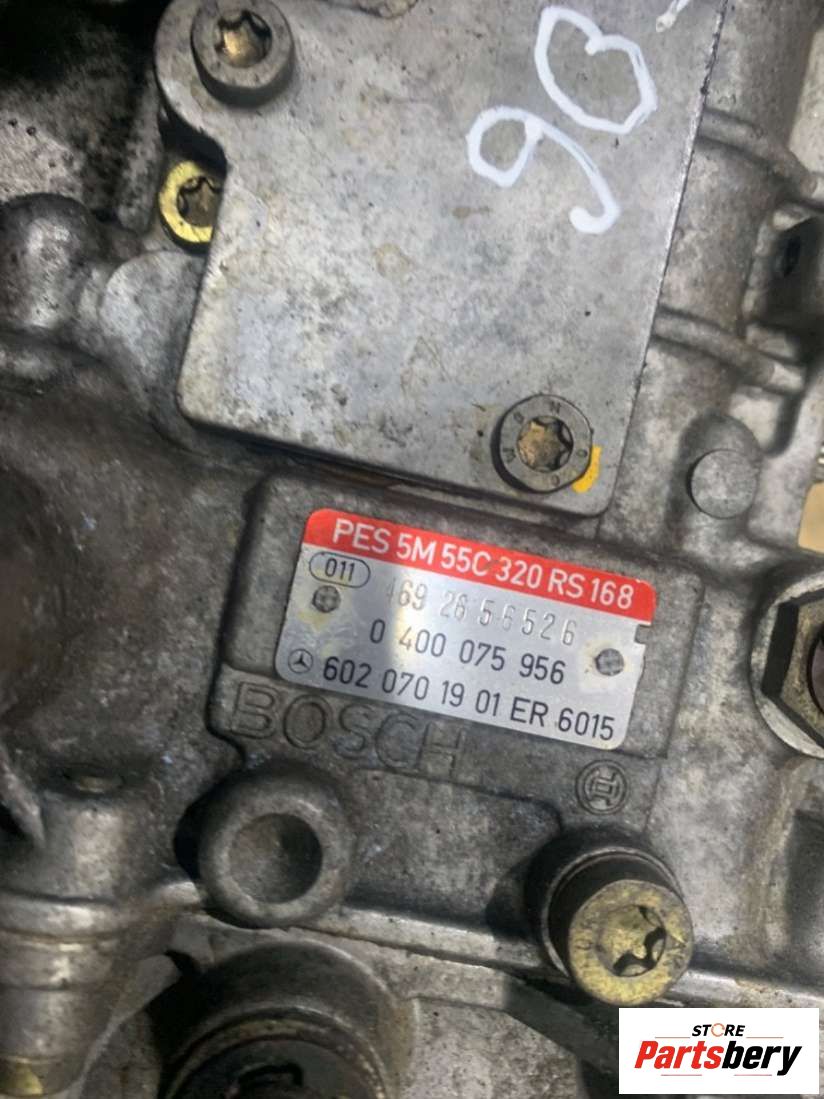 90
PES 5M 55C 320 RS 168
011
469 26 56526
0 400 075 956
602 070 19 01 ER 6015
BOSCH
STORE
Partsbery